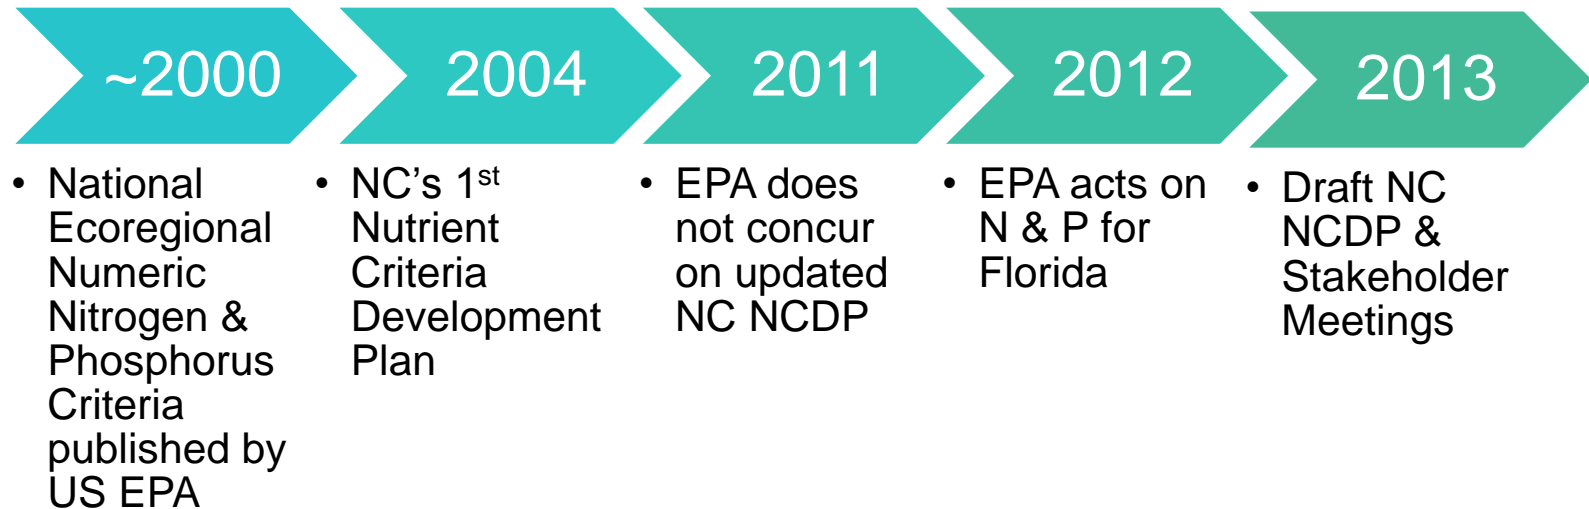 ~2000
2004
2011
2012
2013
• National
Ecoregional
Numeric
Nitrogen &
Phosphorus
Criteria
published by
US EPA
• NC's 1st
Nutrient
Criteria
Development
Plan
• EPA does
not concur
on updated
NC NCDP
• EPA acts on
N & P for
Florida
• Draft NC
NCDP &
Stakeholder
Meetings